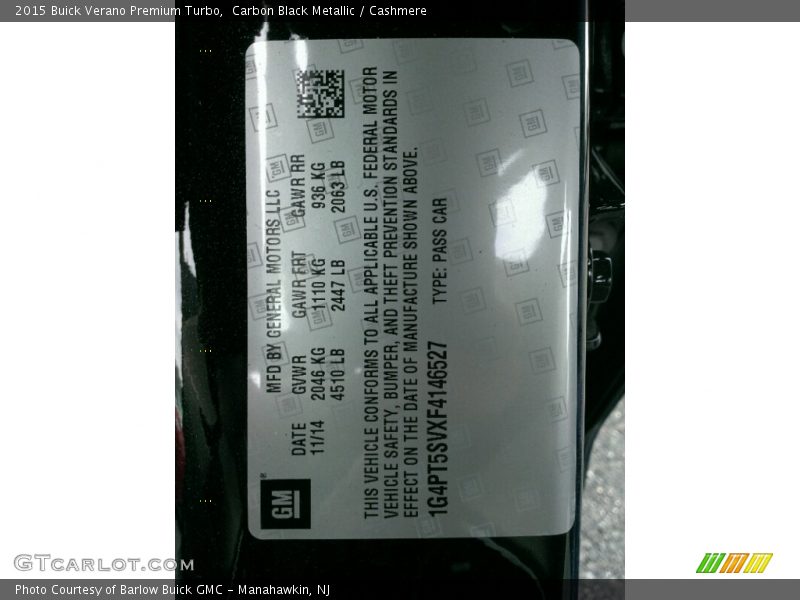 2015 Buick Verano Premium Turbo,  Carbon Black Metallic / Cashmere
MFD BY GENERAL MOTORS LLC
DATE GVWR GAWR FRT GAWR RR
11/14 2046 KG 1110 KG 936 KG
4510 LB 2447 LB 2063 LB
THIS VEHICLE CONFORMS TO ALL APPLICABLE U.S. FEDERAL MOTOR
VEHICLE SAFETY, BUMPER, AND THEFT PREVENTION STANDARDS IN
EFFECT ON THE DATE OF MANUFACTURE SHOWN ABOVE.
1G4PT5SVXF4146527 TYPE: PASS CAR
GM®
GTcarlot.com
Photo Courtesy of Barlow Buick GMC – Manahawkin, NJ